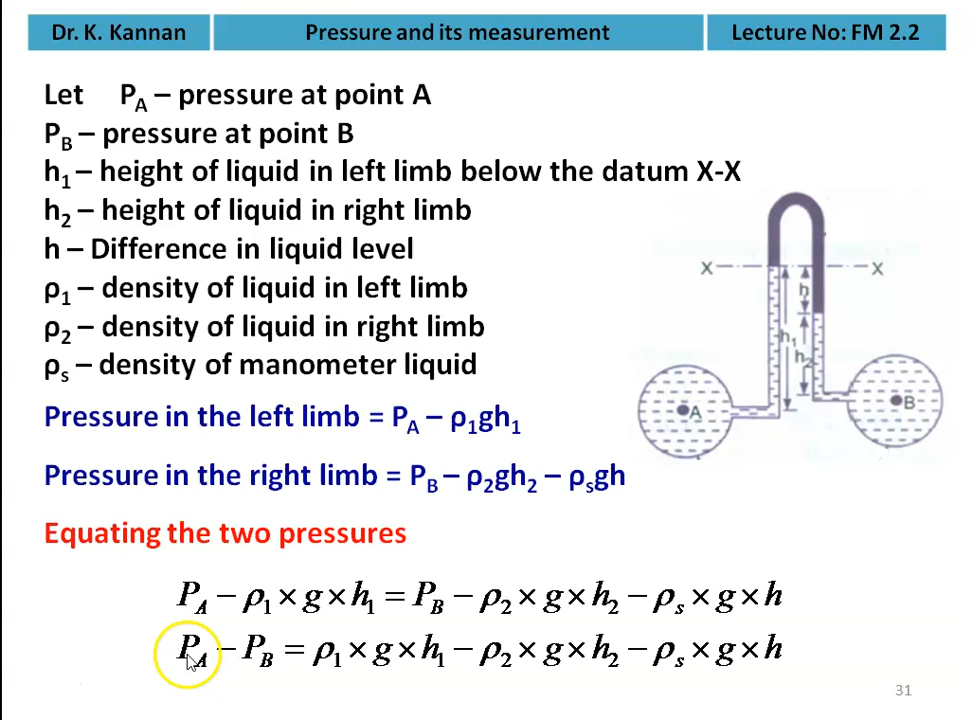 Dr. K. Kannan Pressure and its measurement Lecture No: FM 2.2
Let P_A – pressure at point A
P_B – pressure at point B
h_1 – height of liquid in left limb below the datum X-X
h_2 – height of liquid in right limb
h – Difference in liquid level
ρ_1 – density of liquid in left limb
ρ_2 – density of liquid in right limb
ρ_s – density of manometer liquid
X X
h
h_1
h_2
A B
Pressure in the left limb = P_A – ρ_1gh_1
Pressure in the right limb = P_B – ρ_2gh_2 – ρ_sgh
Equating the two pressures
P_A − ρ_1 × g × h_1 = P_B − ρ_2 × g × h_2 − ρ_s × g × h
P_A − P_B = ρ_1 × g × h_1 − ρ_2 × g × h_2 − ρ_s × g × h
31